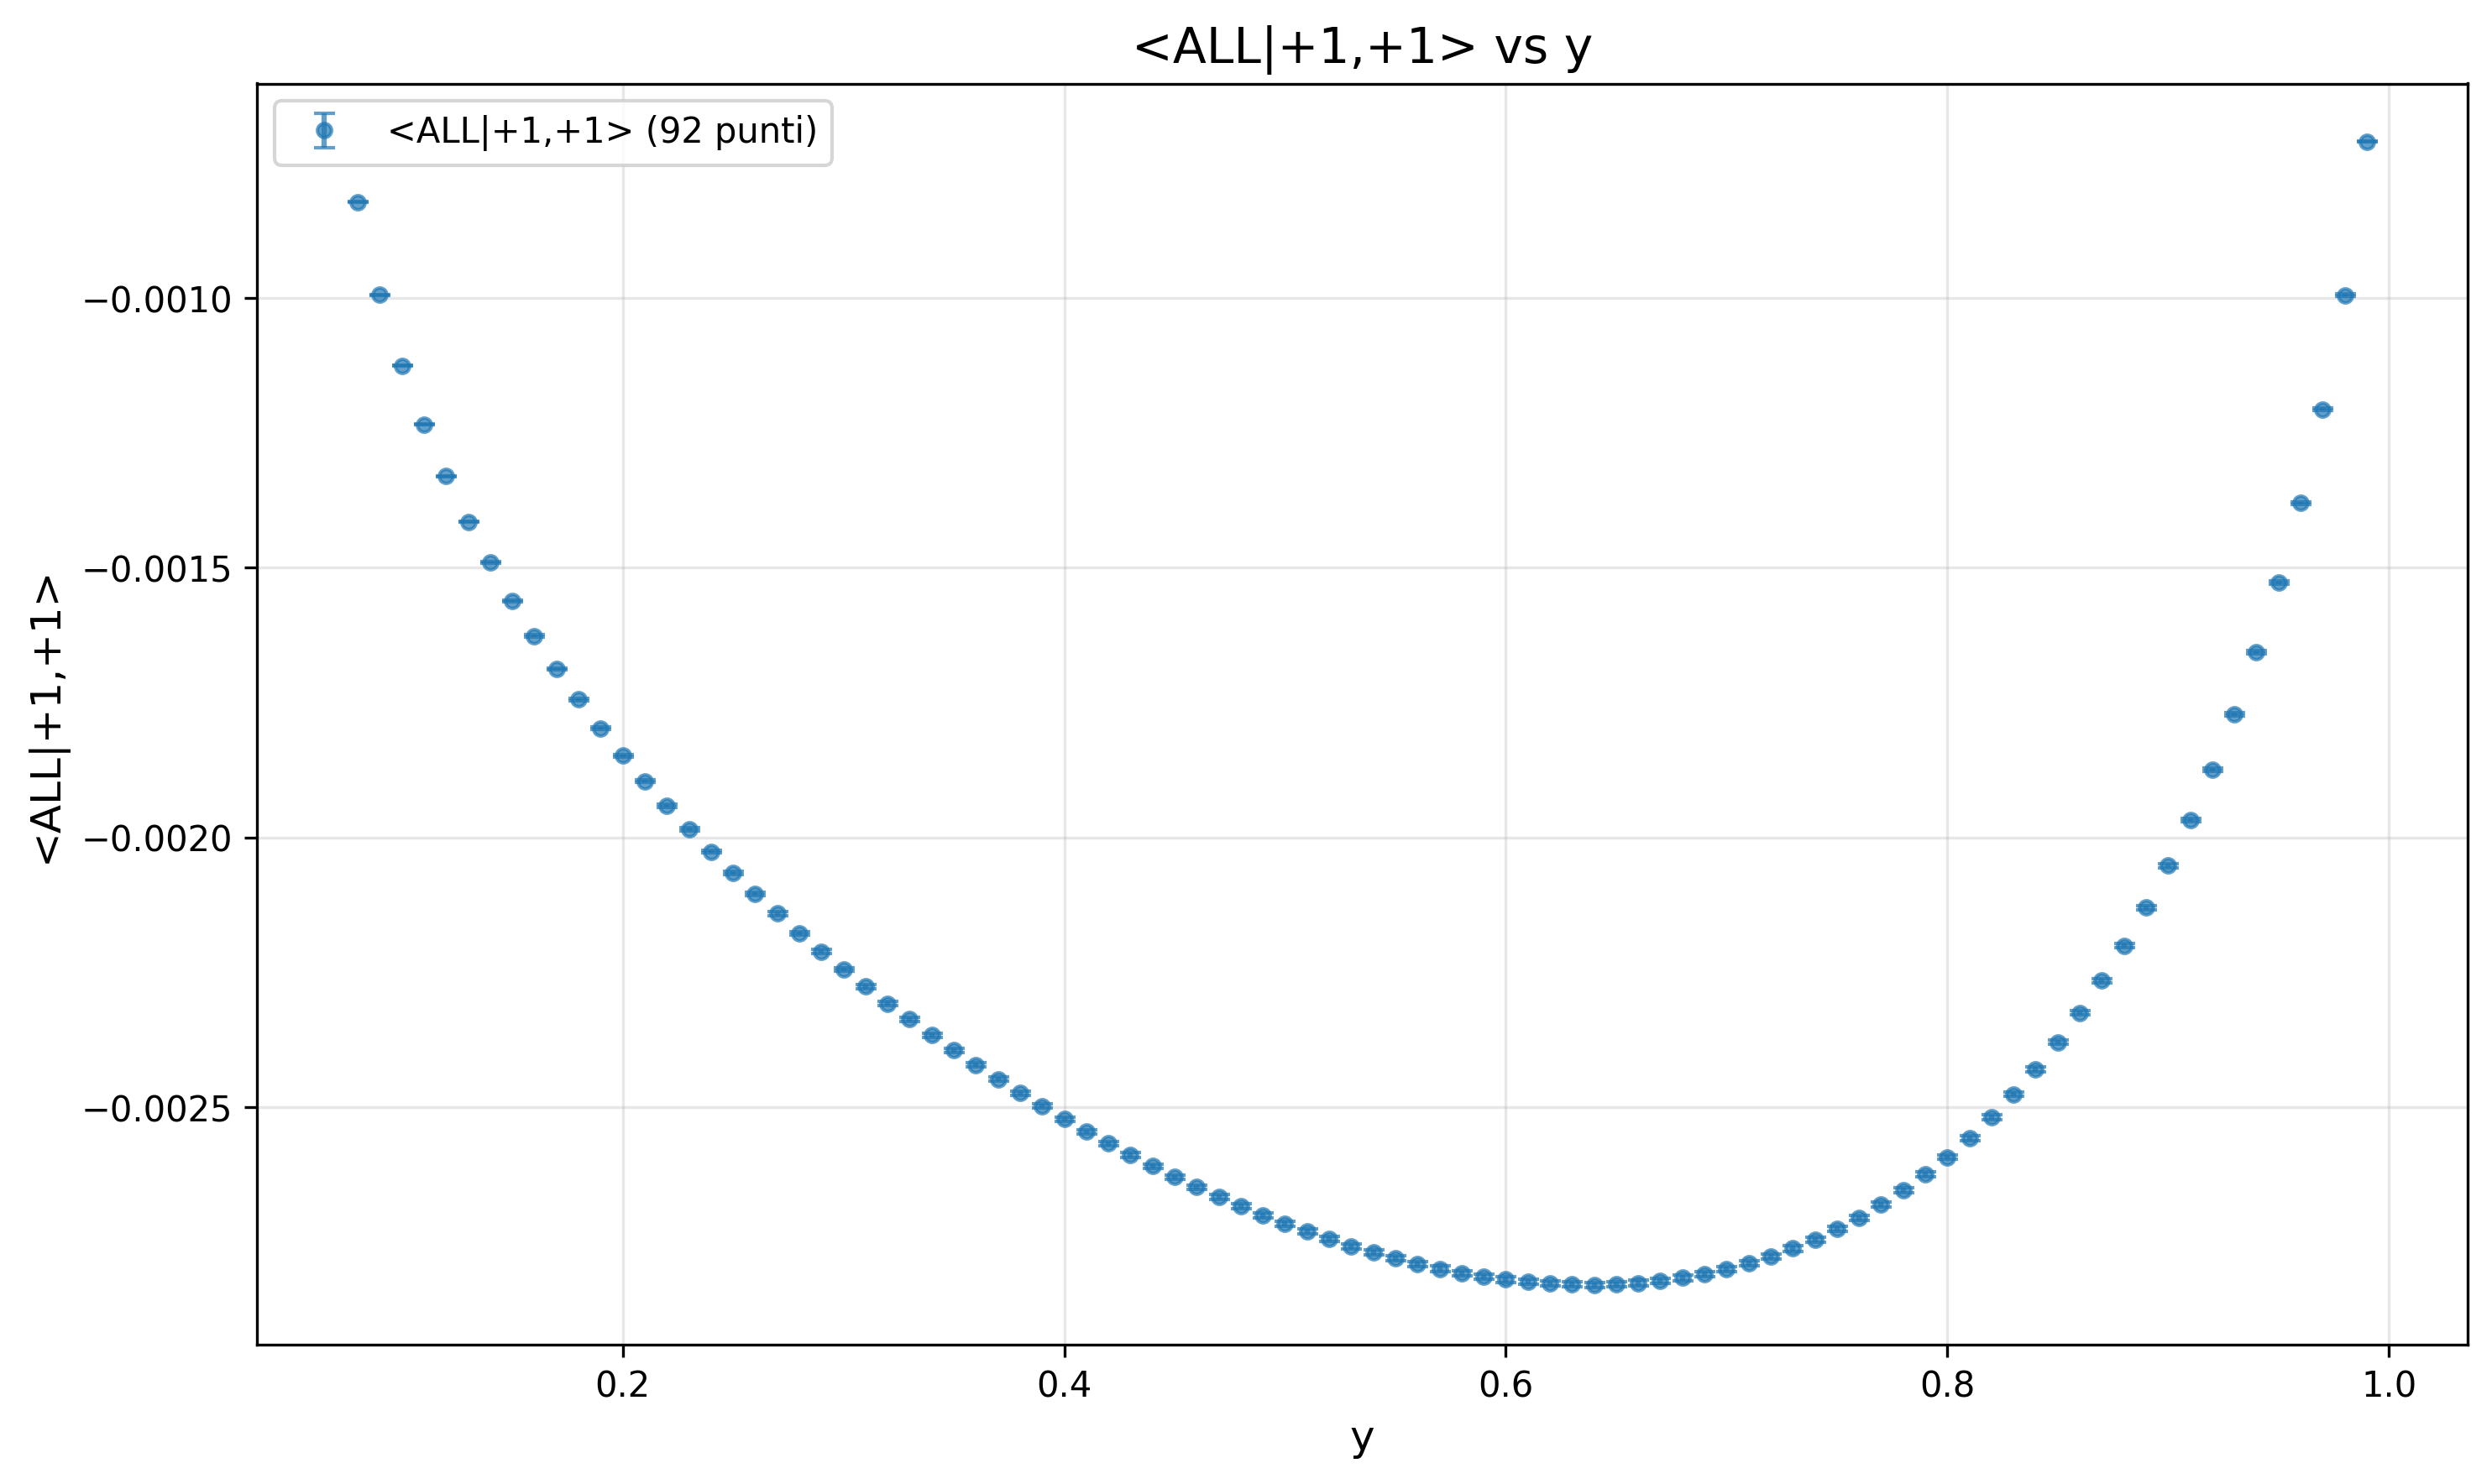 <ALL|+1,+1> vs y
<ALL|+1,+1> (92 punti)
<ALL|+1,+1>
−0.0010
−0.0015
−0.0020
−0.0025
0.2 0.4 0.6 0.8 1.0
y